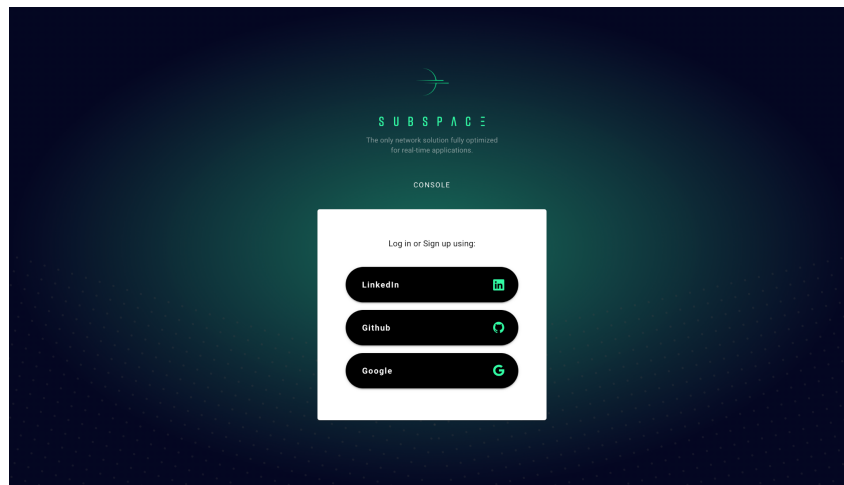 SUBSPACE
The only network solution fully optimized
for real-time applications.
CONSOLE
Log in or Sign up using:
LinkedIn
in
Github
Google
G